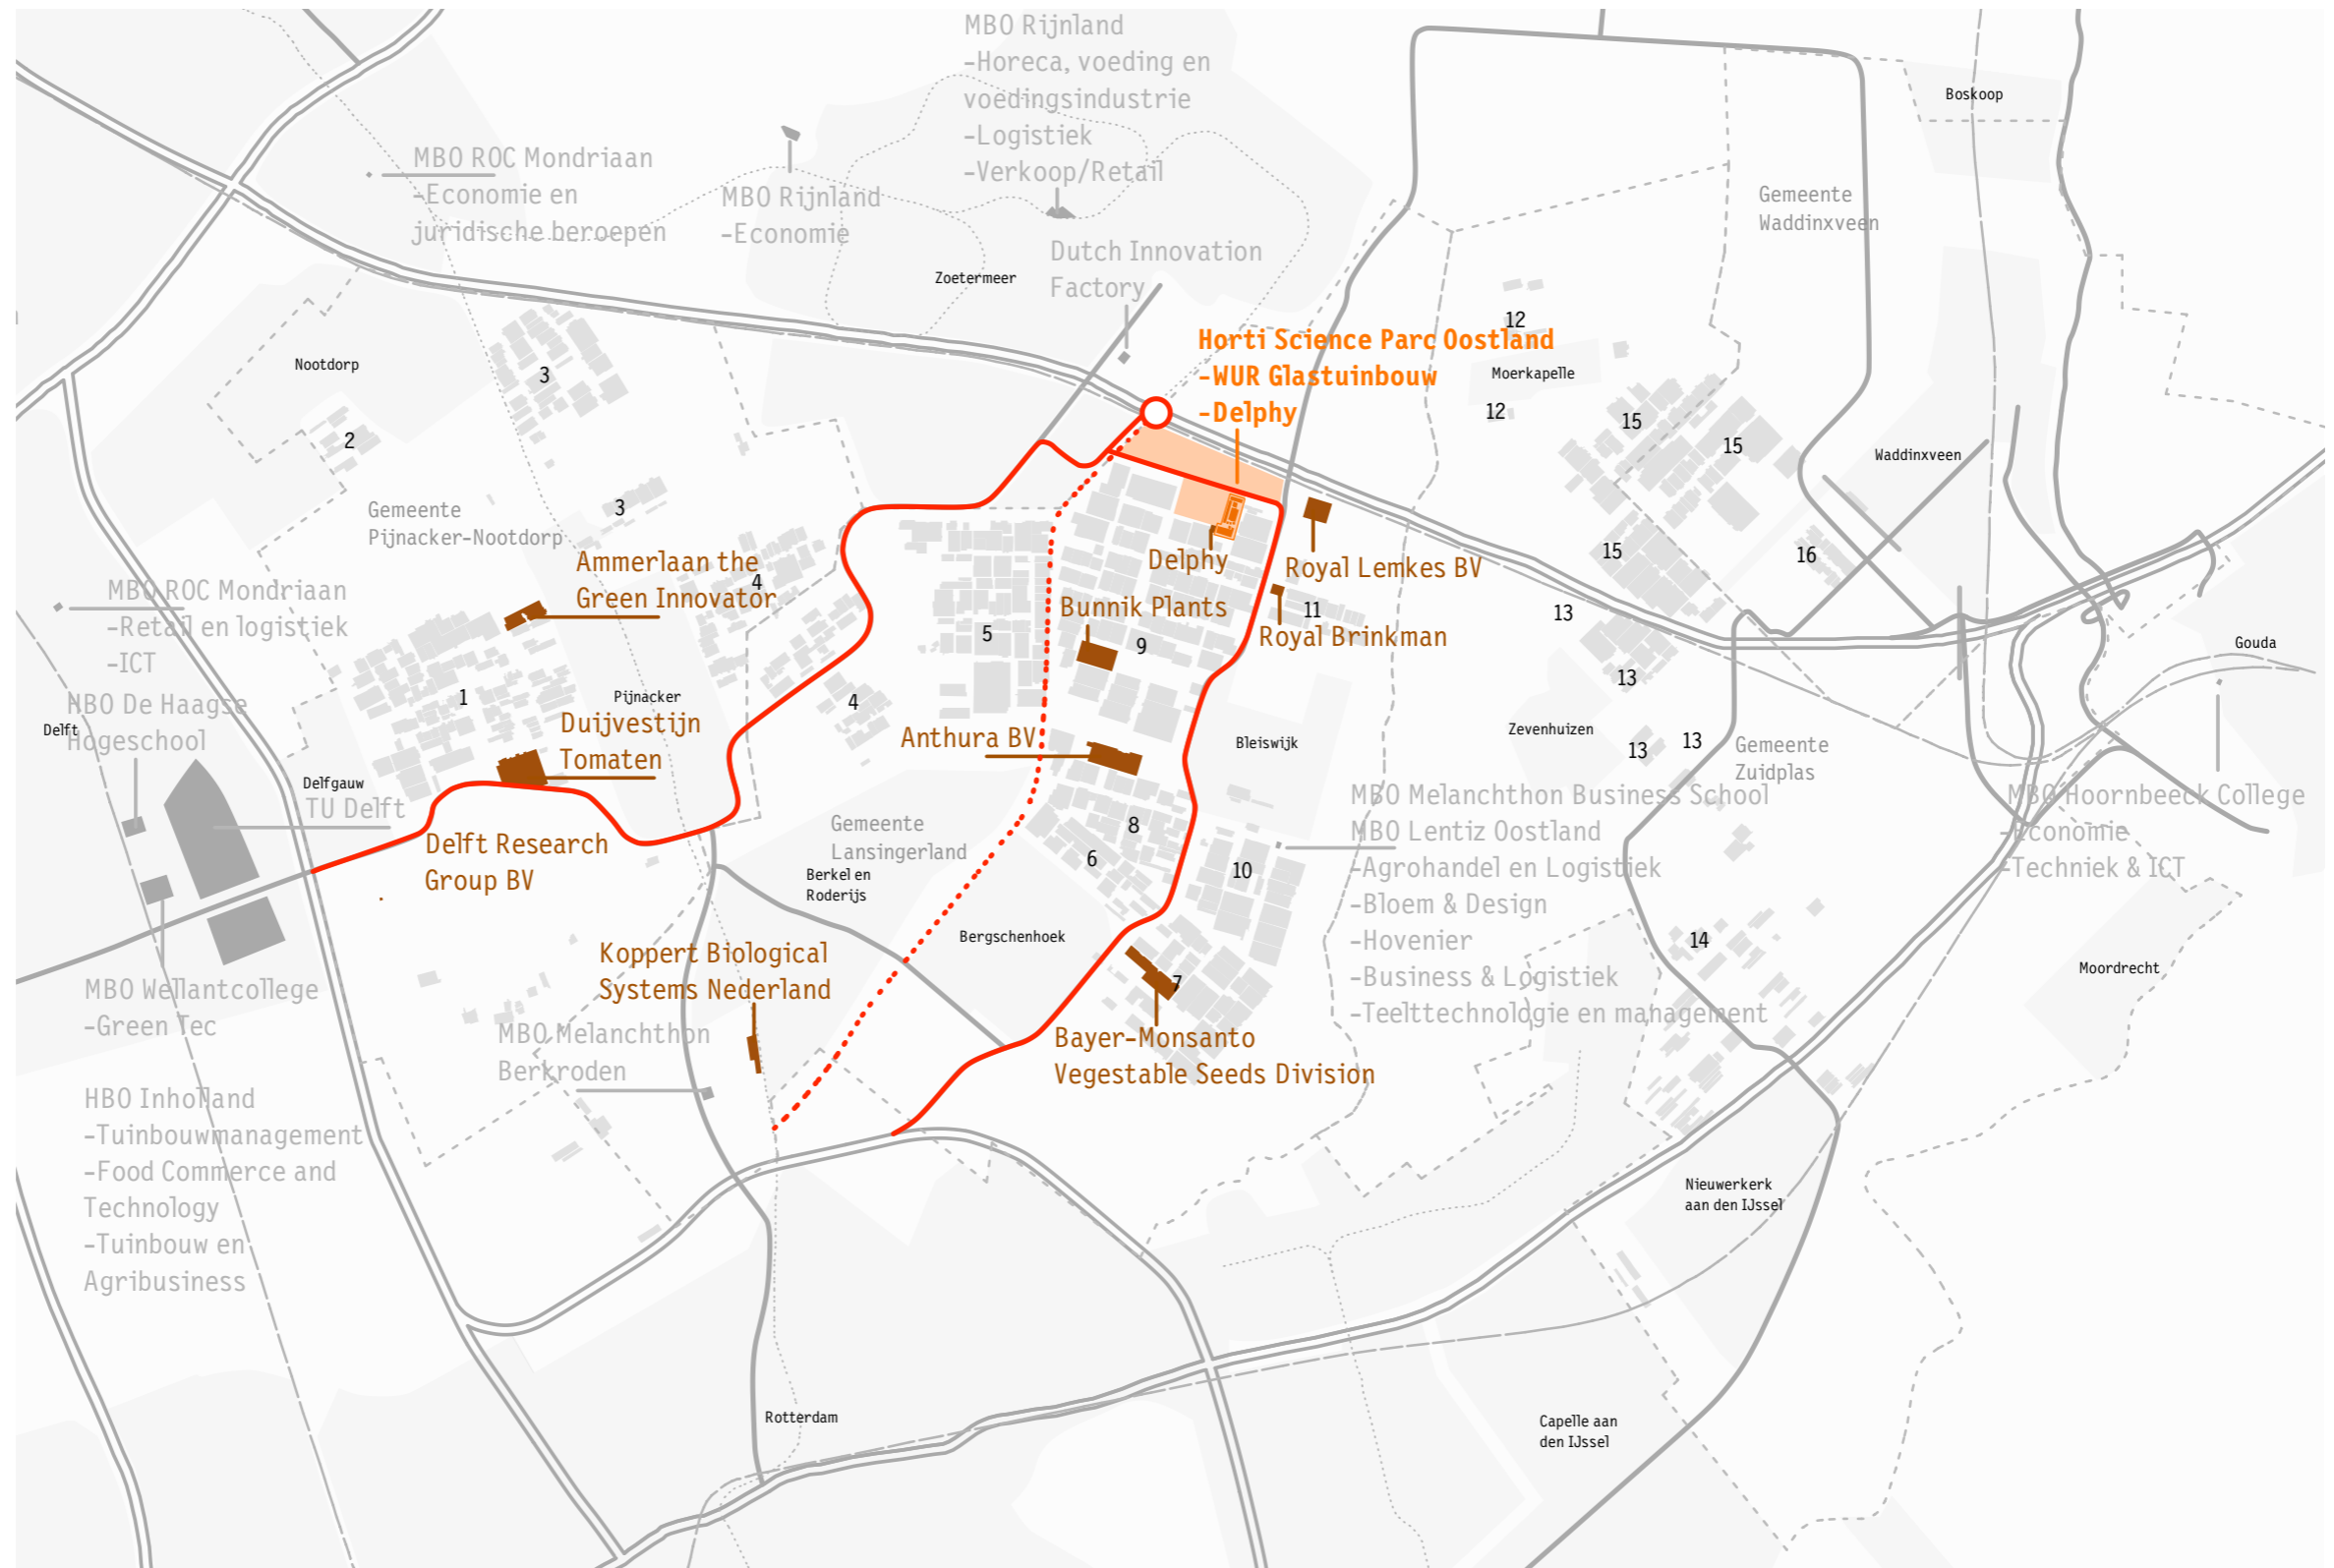 MBO Rijnland
-Horeca, voeding en
voedingsindustrie
-Logistiek
-Verkoop/Retail
Boskoop
MBO ROC Mondriaan
-Economie en
juridische beroepen
MBO Rijnland
-Economie
Gemeente
Waddinxveen
Dutch Innovation
Factory
Zoetermeer
12
Horti Science Parc Oostland
-WUR Glastuinbouw
-Delphy
Nootdorp
3
Moerkapelle
12
15
15
2
Waddinxveen
3
Gemeente
Pijnacker-Nootdorp
15
16
Ammerlaan the
Green Innovator
4
Delphy
Royal Lemkes BV
MBO ROC Mondriaan
-Retail en logistiek
-ICT
Bunnik Plants
11
13
5
9
Royal Brinkman
Gouda
13
1
Pijnacker
4
HBO De Haagse
Hogeschool
Delft
Duijvestijn
Tomaten
Anthura BV
Bleiswijk
Zevenhuizen
13
13
Gemeente
Zuidplas
Delfgauw
TU Delft
MBO Melanchthon Business School
MBO Lentiz Oostland
-Agrohandel en Logistiek
-Bloem & Design
-Hovenier
-Business & Logistiek
-Teelttechnologie en management
MBO Hoornbeeck College
-Economie
-Techniek & ICT
Delft Research
Group BV
Gemeente
Lansingerland
Berkel en
Roderijs
8
6
10
Bergschenhoek
14
Koppert Biological
Systems Nederland
7
Moordrecht
MBO Wellantcollege
-Green Tec
MBO Melanchthon
Berkroden
Bayer-Monsanto
Vegestable Seeds Division
HBO Inholland
-Tuinbouwmanagement
-Food Commerce and
Technology
-Tuinbouw en
Agribusiness
Nieuwerkerk
aan den IJssel
Rotterdam
Capelle aan
den IJssel